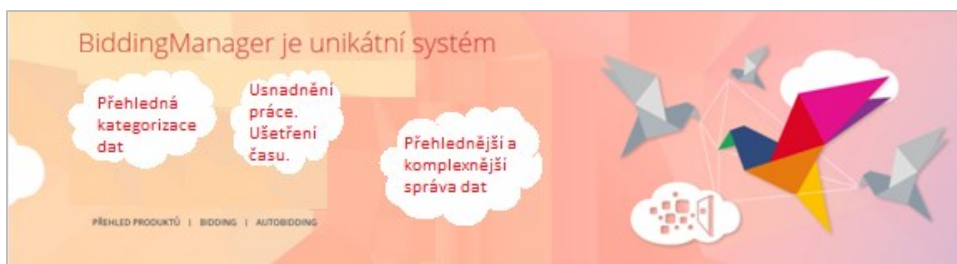 BiddingManager je unikátní systém
Přehledná
kategorizace
dat
Usnadnění
práce.
Ušetření
času.
Přehlednější a
komplexnější
správa dat
PŘEHLED PRODUKTŮ | BIDDING | AUTOBIDDING